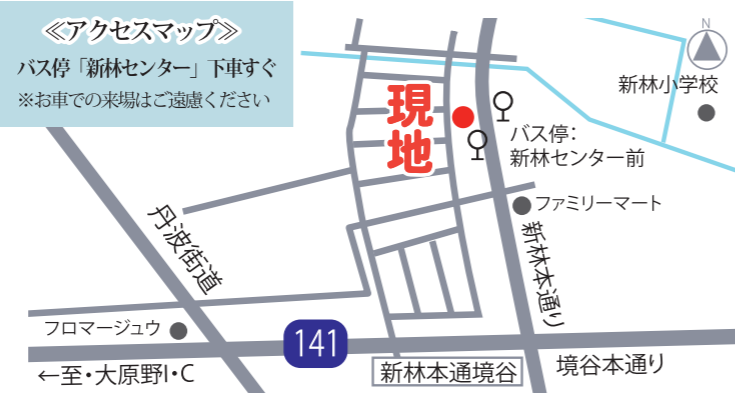 ≪アクセスマップ≫
バス停「新林センター」下車すぐ
※お車での来場はご遠慮ください
N
新林小学校
現地
バス停：
新林センター前
ファミリーマート
丹波街道
新林本通り
フロマージュウ
141
境谷本通り
新林本通境谷
←至・大原野I・C